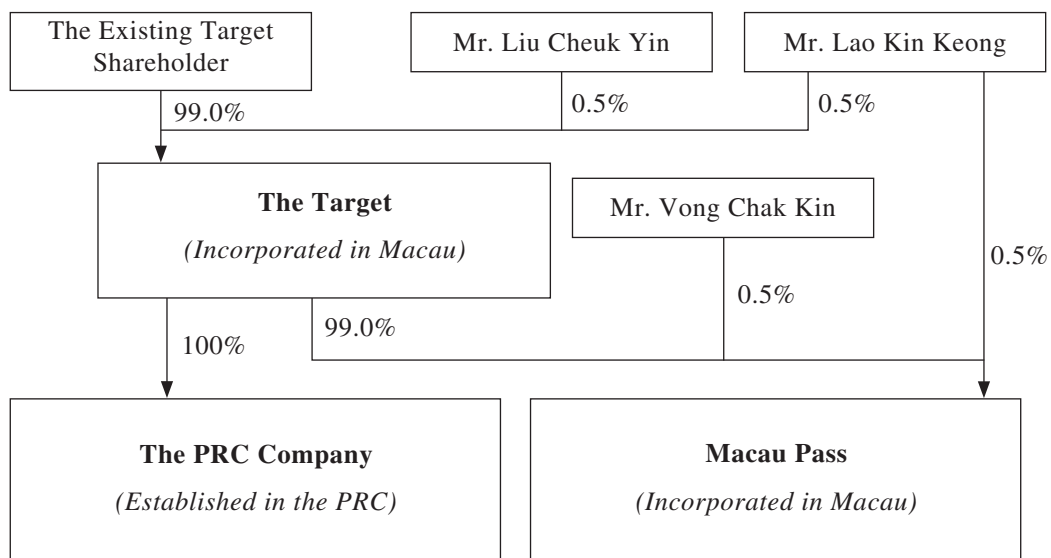 The Existing Target
Shareholder
Mr. Liu Cheuk Yin
Mr. Lao Kin Keong
99.0%
0.5%
0.5%
The Target
(Incorporated in Macau)
Mr. Vong Chak Kin
0.5%
0.5%
99.0%
100%
The PRC Company
(Established in the PRC)
Macau Pass
(Incorporated in Macau)